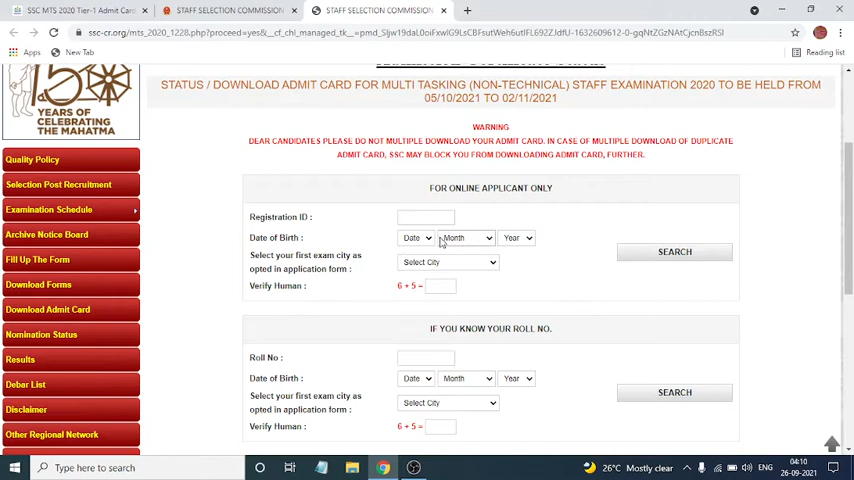 SSC MTS 2020 Tier-1 Admit Card
STAFF SELECTION COMMISSION
STAFF SELECTION COMMISSION
ssc-cr.org/mts_2020_1228.php?proceed=yes&
Apps
New Tab
Reading list
YEARS OF
CELEBRATING
THE MAHATMA
STATUS / DOWNLOAD ADMIT CARD FOR MULTI TASKING (NON-TECHNICAL) STAFF EXAMINATION 2020 TO BE HELD FROM
05/10/2021 TO 02/11/2021
WARNING
DEAR CANDIDATES PLEASE DO NOT MULTIPLE DOWNLOAD YOUR ADMIT CARD. IN CASE OF MULTIPLE DOWNLOAD OF DUPLICATE
ADMIT CARD, SSC MAY BLOCK YOU FROM DOWNLOADING ADMIT CARD, FURTHER.
Quality Policy
Selection Post Recruitment
Examination Schedule
Archive Notice Board
Fill Up The Form
Download Forms
Download Admit Card
Nomination Status
Results
Debar List
Disclaimer
Other Regional Network
FOR ONLINE APPLICANT ONLY
Registration ID :
Date of Birth : Date Month Year
SEARCH
Select your first exam city as
opted in application form : Select City
Verify Human : 6 + 5 =
IF YOU KNOW YOUR ROLL NO.
Roll No :
Date of Birth : Date Month Year
SEARCH
Select your first exam city as
opted in application form : Select City
Verify Human : 6 + 5 =
Type here to search
26°C Mostly clear
ENG
04:10
26-09-2021